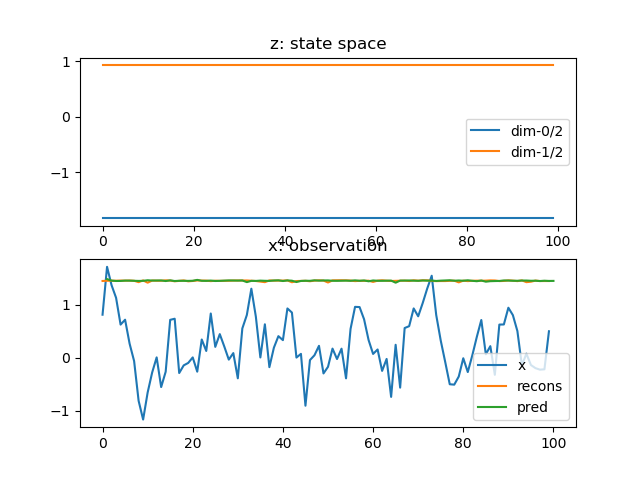 z: state space
1
0
−1
dim-0/2
dim-1/2
0 20 40 60 80 100
x: observation
1
0
−1
x
recons
pred
0 20 40 60 80 100